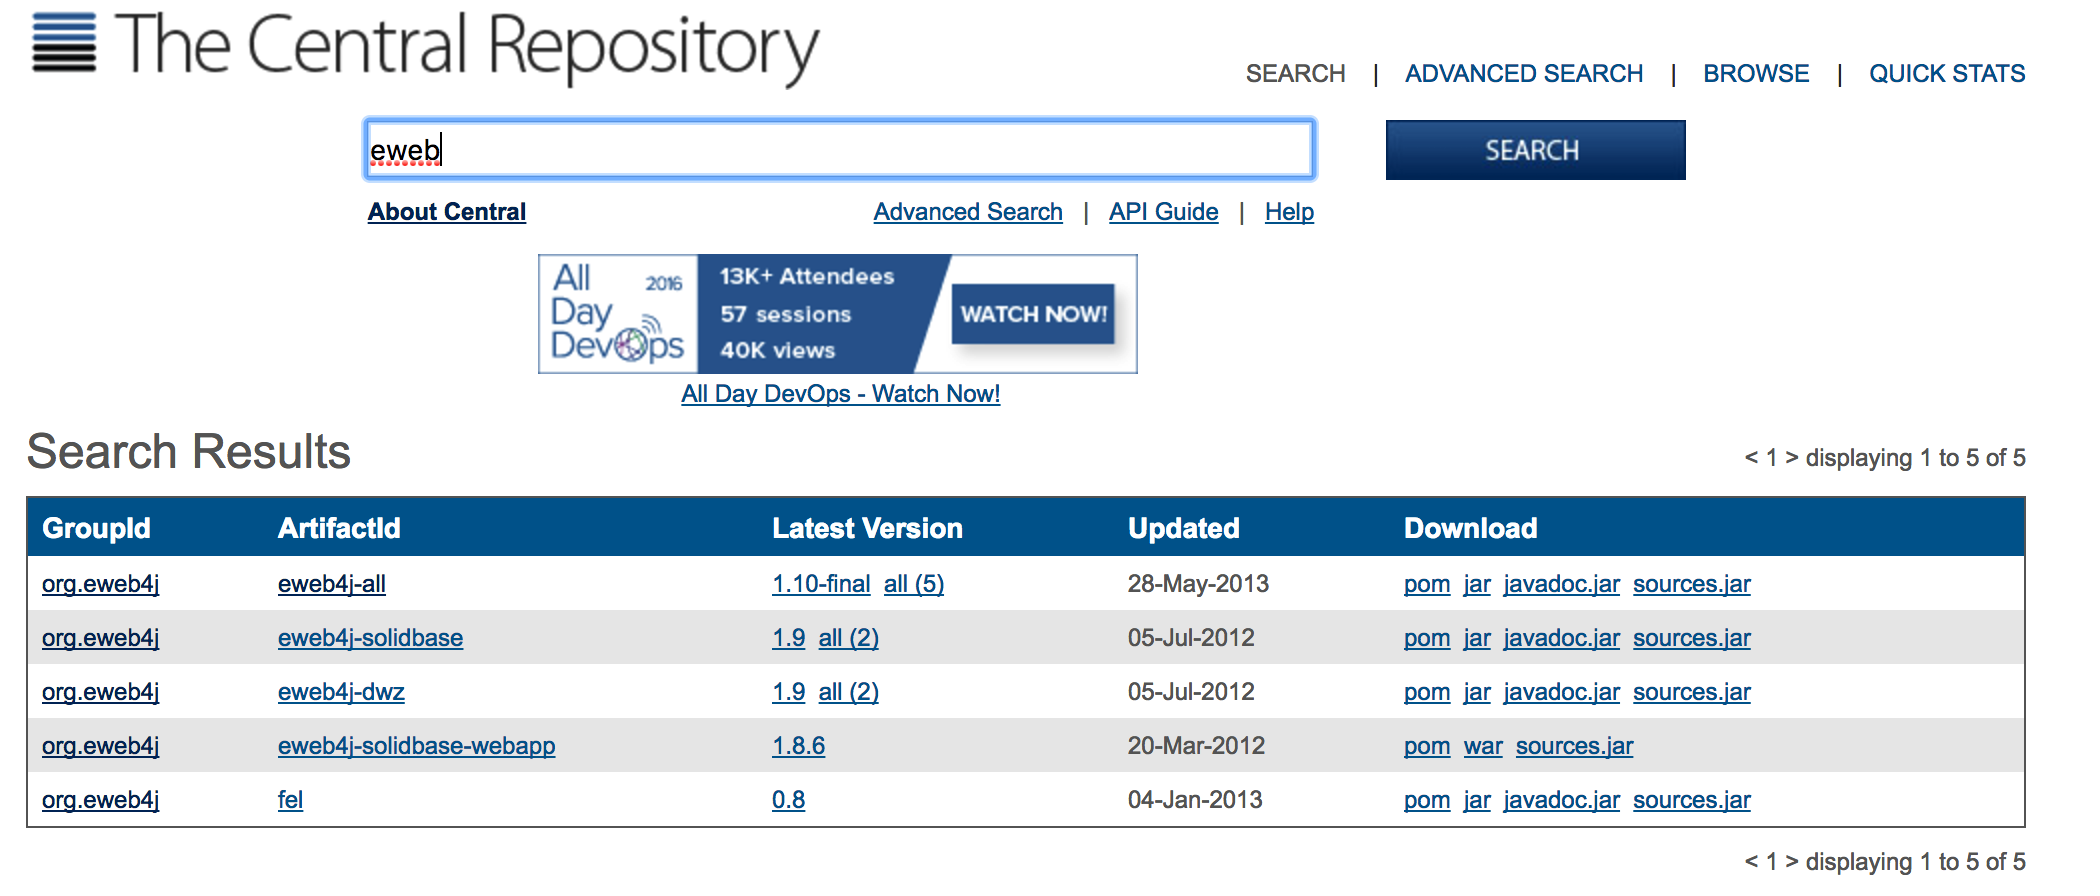 The Central Repository
SEARCH | ADVANCED SEARCH | BROWSE | QUICK STATS
eweb
SEARCH
About Central
Advanced Search | API Guide | Help
All
Day
DevOps
2016
13K+ Attendees
57 sessions
40K views
WATCH NOW!
All Day DevOps - Watch Now!
Search Results
< 1 > displaying 1 to 5 of 5
GroupId ArtifactId Latest Version Updated Download
org.eweb4j eweb4j-all 1.10-final all (5) 28-May-2013 pom jar javadoc.jar sources.jar
org.eweb4j eweb4j-solidbase 1.9 all (2) 05-Jul-2012 pom jar javadoc.jar sources.jar
org.eweb4j eweb4j-dwz 1.9 all (2) 05-Jul-2012 pom jar javadoc.jar sources.jar
org.eweb4j eweb4j-solidbase-webapp 1.8.6 20-Mar-2012 pom war sources.jar
org.eweb4j fel 0.8 04-Jan-2013 pom jar javadoc.jar sources.jar
< 1 > displaying 1 to 5 of 5